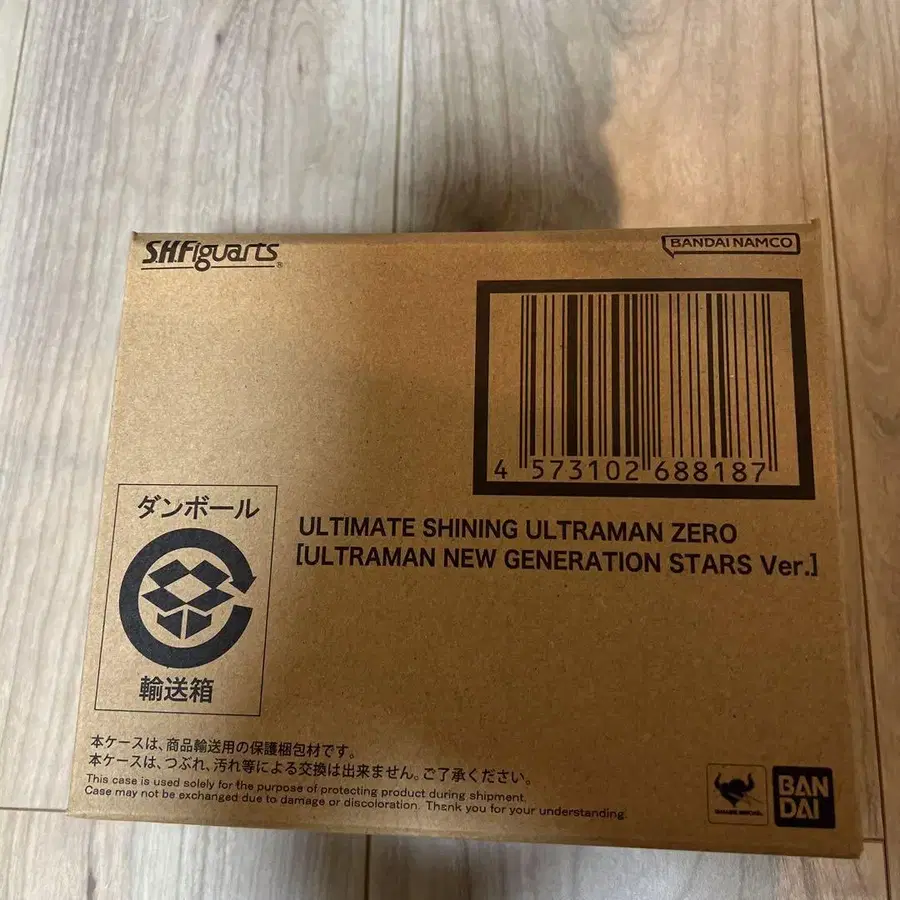 S.H.Figuarts®
BANDAI NAMCO
4 573102 688187
ダンボール
輸送箱
ULTIMATE SHINING ULTRAMAN ZERO
[ULTRAMAN NEW GENERATION STARS Ver.]
本ケースは、商品輸送用の保護梱包材です。
本ケースは、つぶれ、汚れ等による交換は出来ません。ご了承ください。
This case is used solely for the purpose of protecting product during shipment.
Case may not be exchanged due to damage or discoloration. Thank you for your understanding.
BAN
DAI